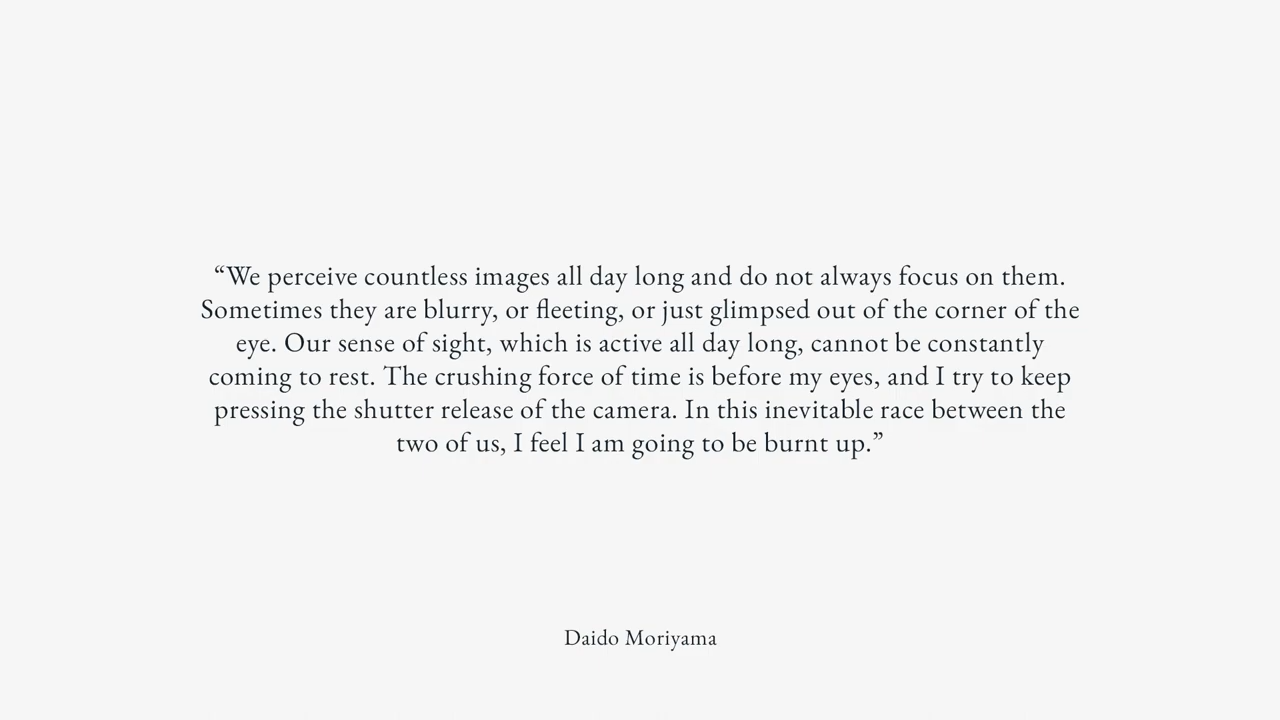 “We perceive countless images all day long and do not always focus on them.
Sometimes they are blurry, or fleeting, or just glimpsed out of the corner of the
eye. Our sense of sight, which is active all day long, cannot be constantly
coming to rest. The crushing force of time is before my eyes, and I try to keep
pressing the shutter release of the camera. In this inevitable race between the
two of us, I feel I am going to be burnt up.”
Daido Moriyama